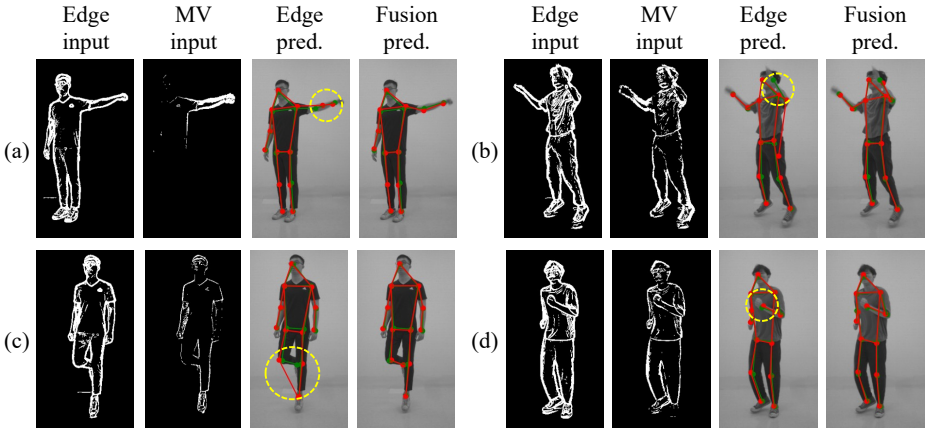 Edge input
MV input
Edge pred.
Fusion pred.
Edge input
MV input
Edge pred.
Fusion pred.
(a)
(b)
(c)
(d)